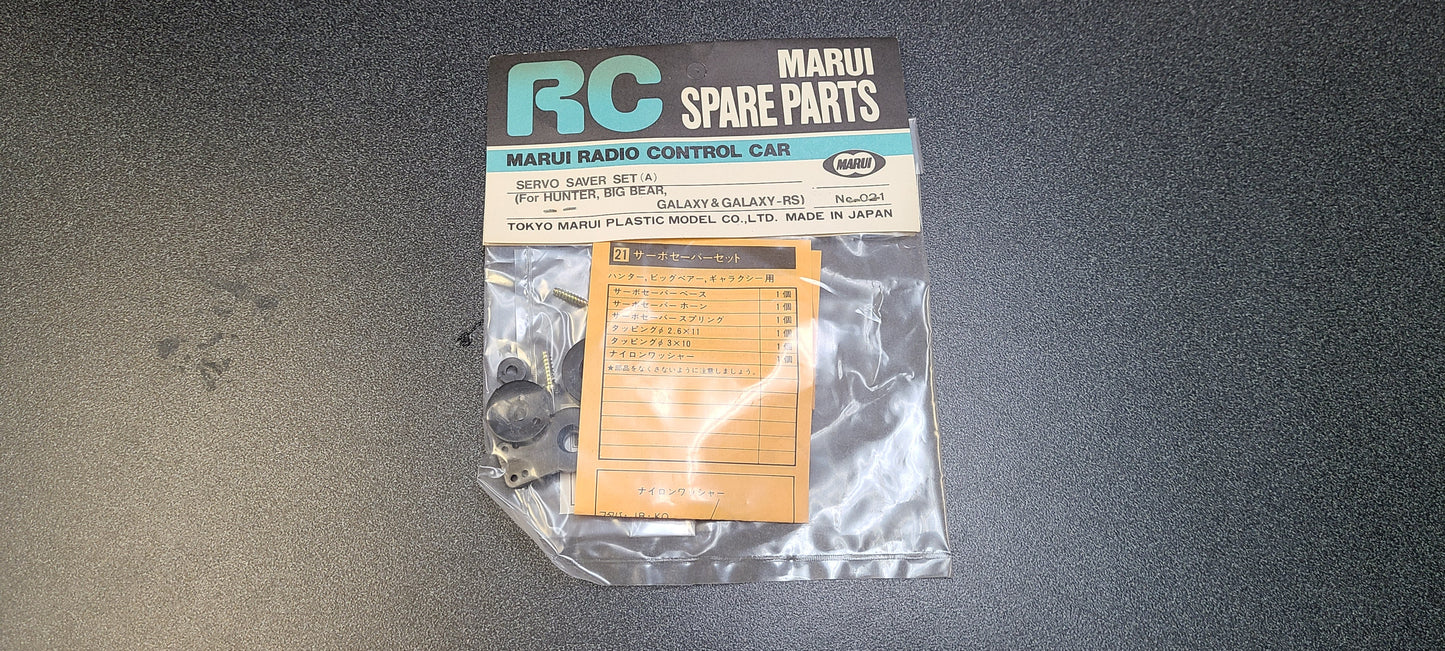 RC
MARUI
SPARE PARTS
MARUI RADIO CONTROL CAR
MARUI
SERVO SAVER SET (A)
(For HUNTER, BIG BEAR,
GALAXY & GALAXY-RS)
No. 021
TOKYO MARUI PLASTIC MODEL CO.,LTD. MADE IN JAPAN
21 サーボセーバーセット
ハンター,ビッグベアー,ギャラクシー用
サーボセーバーベース 1個
サーボセーバーホーン 1個
サーボセーバースプリング 1個
タッピングφ2.6×11 1個
タッピングφ3×10 1個
ナイロンワッシャー 1個
★部品をなくさないように注意しましょう。
ナイロンワッシャー
フタバ・JR・KO